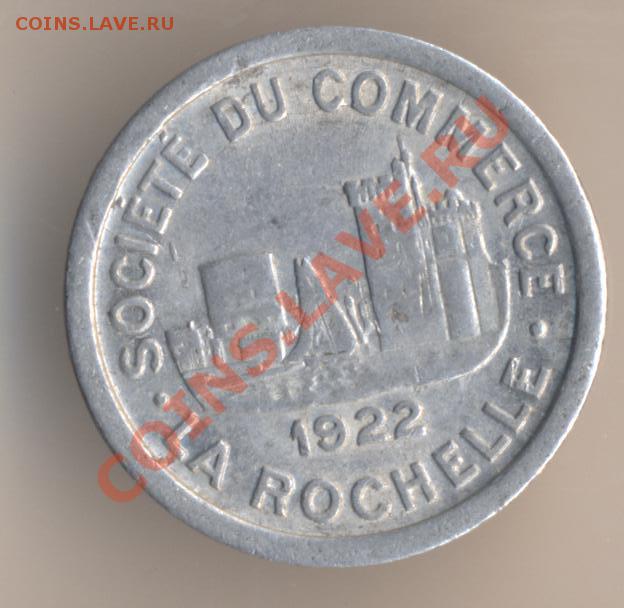 COINS.LAVE.RU
· SOCIÉTÉ DU COMMERCE ·
1922
LA ROCHELLE
COINS.LAVE.RU